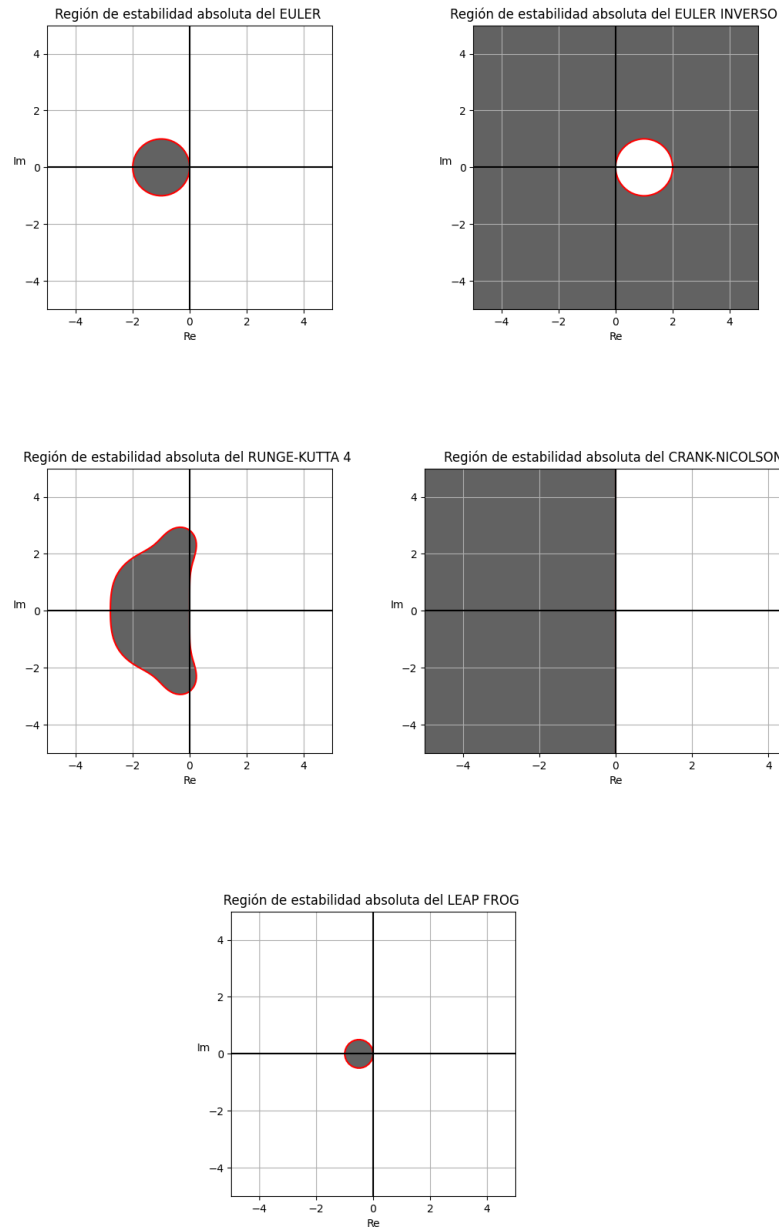 Región de estabilidad absoluta del EULER
4
2
Im
0
−2
−4
−4 −2 0 2 4
Re
Región de estabilidad absoluta del EULER INVERSO
4
2
Im
0
−2
−4
−4 −2 0 2 4
Re
Región de estabilidad absoluta del RUNGE-KUTTA 4
4
2
Im
0
−2
−4
−4 −2 0 2 4
Re
Región de estabilidad absoluta del CRANK-NICOLSON
4
2
Im
0
−2
−4
−4 −2 0 2 4
Re
Región de estabilidad absoluta del LEAP FROG
4
2
Im
0
−2
−4
−4 −2 0 2 4
Re